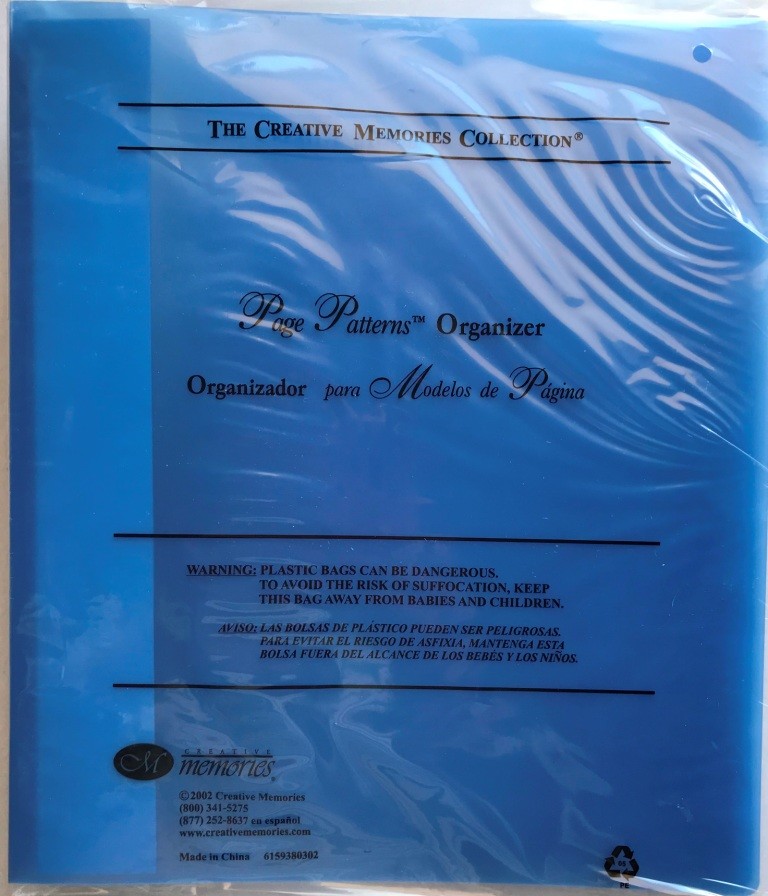 THE CREATIVE MEMORIES COLLECTION®
Page Patterns™ Organizer
Organizador para Modelos de Página
WARNING: PLASTIC BAGS CAN BE DANGEROUS.
TO AVOID THE RISK OF SUFFOCATION, KEEP
THIS BAG AWAY FROM BABIES AND CHILDREN.
AVISO: LAS BOLSAS DE PLÁSTICO PUEDEN SER PELIGROSAS.
PARA EVITAR EL RIESGO DE ASFIXIA, MANTENGA ESTA
BOLSA FUERA DEL ALCANCE DE LOS BEBÉS Y LOS NIÑOS.
CM
CREATIVE
memories®
©2002 Creative Memories
(800) 341-5275
(877) 252-8637 en español
www.creativememories.com
Made in China 6159380302
PE